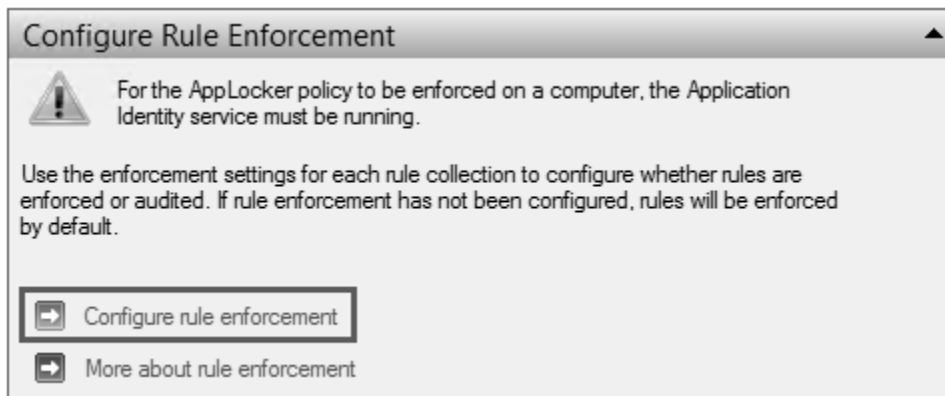 Configure Rule Enforcement
For the AppLocker policy to be enforced on a computer, the Application
Identity service must be running.
Use the enforcement settings for each rule collection to configure whether rules are
enforced or audited. If rule enforcement has not been configured, rules will be enforced
by default.
Configure rule enforcement
More about rule enforcement